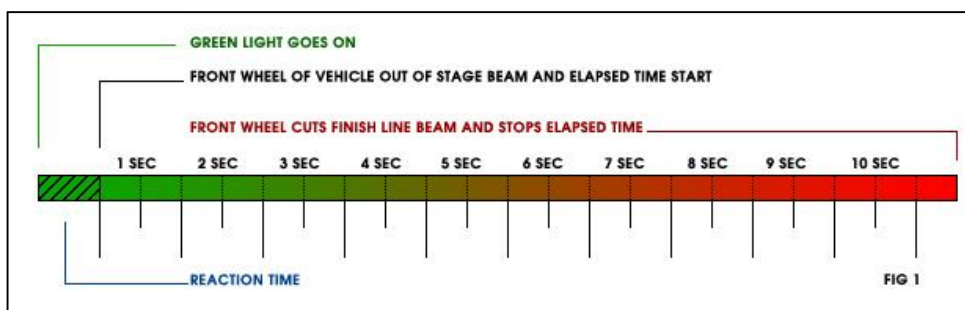 GREEN LIGHT GOES ON
FRONT WHEEL OF VEHICLE OUT OF STAGE BEAM AND ELAPSED TIME START
FRONT WHEEL CUTS FINISH LINE BEAM AND STOPS ELAPSED TIME
1 SEC 2 SEC 3 SEC 4 SEC 5 SEC 6 SEC 7 SEC 8 SEC 9 SEC 10 SEC
REACTION TIME FIG 1